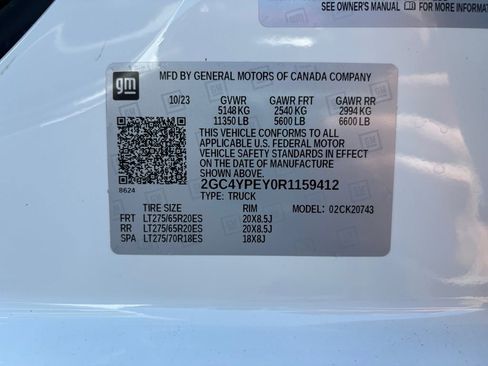 SEE OWNER'S MANUAL FOR MORE INFORMA
gm
MFD BY GENERAL MOTORS OF CANADA COMPANY
10/23 GVWR GAWR FRT GAWR RR
5148 KG 2540 KG 2994 KG
11350 LB 5600 LB 6600 LB
THIS VEHICLE CONFORMS TO ALL
APPLICABLE U.S. FEDERAL MOTOR
VEHICLE SAFETY STANDARDS IN
EFFECT ON THE DATE OF MANUFACTURE
SHOWN ABOVE.
2GC4YPEY0R1159412
8624 TYPE: TRUCK
TIRE SIZE RIM MODEL: 02CK20743
FRT LT275/65R20ES 20X8.5J
RR LT275/65R20ES 20X8.5J
SPA LT275/70R18ES 18X8J